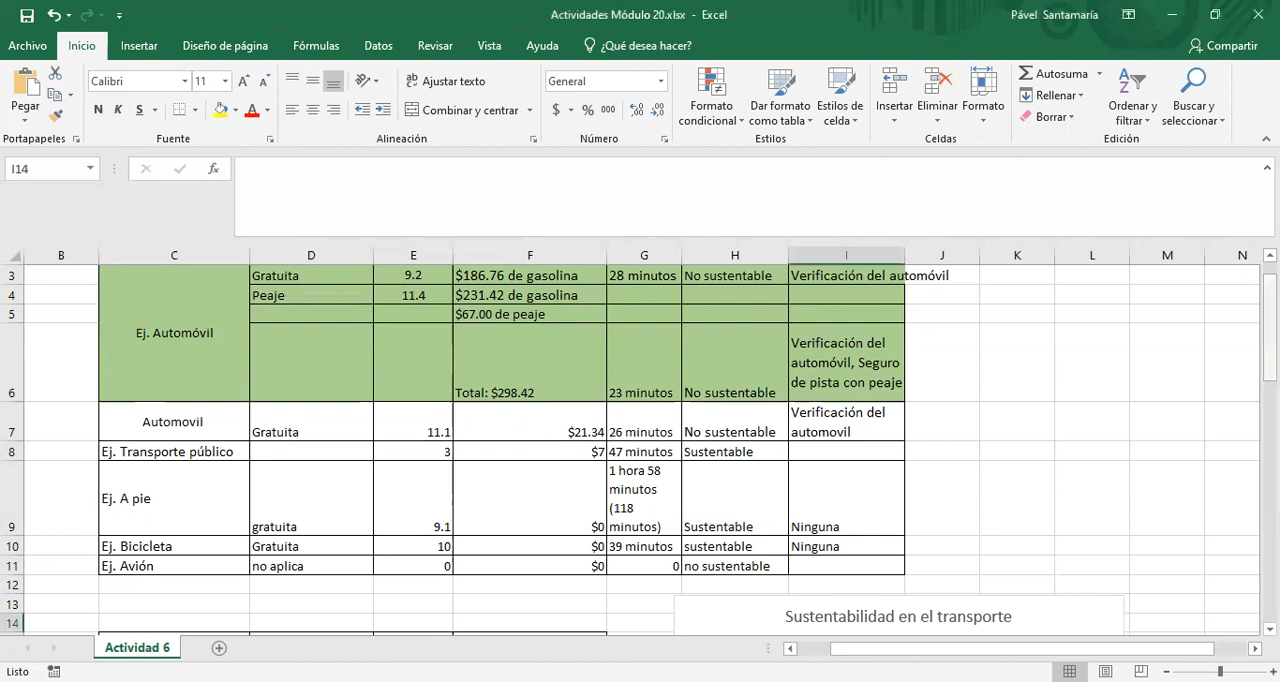 Actividades Módulo 20.xlsx - Excel
Pável Santamaría
Archivo Inicio Insertar Diseño de página Fórmulas Datos Revisar Vista Ayuda ¿Qué desea hacer? Compartir
Pegar
Portapapeles
Calibri 11
N K S
A A
A
Fuente
Ajustar texto
Combinar y centrar
Alineación
General
$ % 000
Número
Formato condicional
Dar formato como tabla
Estilos de celda
Estilos
Insertar Eliminar Formato
Celdas
Autosuma
Rellenar
Borrar
Ordenar y filtrar
Buscar y seleccionar
Edición
I14 fx
B C D E F G H I J K L M N
3 Gratuita 9.2 $186.76 de gasolina 28 minutos No sustentable Verificación del automóvil
4 Peaje 11.4 $231.42 de gasolina
5 $67.00 de peaje
Ej. Automóvil
Verificación del
automóvil, Seguro
de pista con peaje
6 Total: $298.42 23 minutos No sustentable
Automovil
Verificación del
automovil
7 Gratuita 11.1 $21.34 26 minutos No sustentable
8 Ej. Transporte público 3 $7 47 minutos Sustentable
1 hora 58
minutos
(118
minutos)
Ej. A pie
9 gratuita 9.1 $0 Sustentable Ninguna
10 Ej. Bicicleta Gratuita 10 $0 39 minutos sustentable Ninguna
11 Ej. Avión no aplica 0 $0 0 no sustentable
12
13
14
Sustentabilidad en el transporte
Actividad 6
Listo